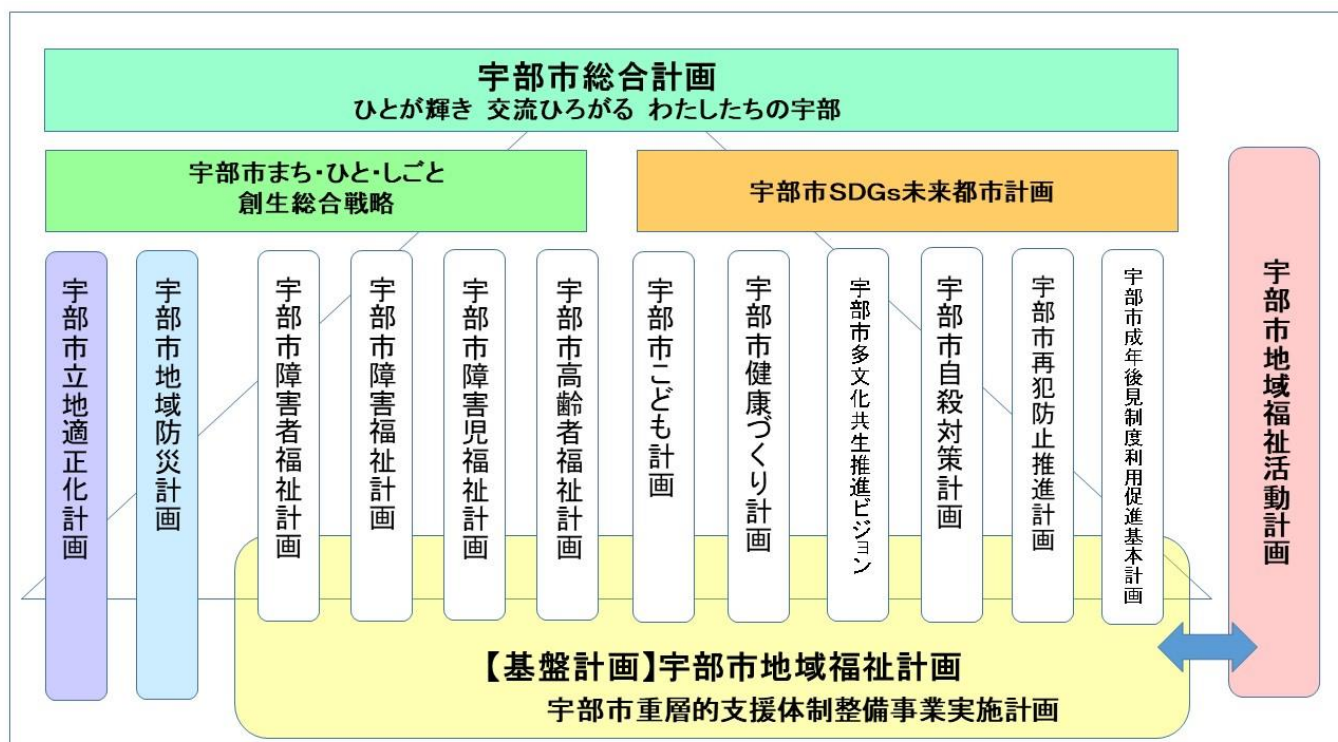 宇部市総合計画
ひとが輝き 交流ひろがる わたしたちの宇部
宇部市まち・ひと・しごと
創生総合戦略
宇部市SDGs未来都市計画
宇部市立地適正化計画
宇部市地域防災計画
宇部市障害者福祉計画
宇部市障害福祉計画
宇部市障害児福祉計画
宇部市高齢者福祉計画
宇部市こども計画
宇部市健康づくり計画
宇部市多文化共生推進ビジョン
宇部市自殺対策計画
宇部市再犯防止推進計画
宇部市成年後見制度利用促進基本計画
宇部市地域福祉活動計画
【基盤計画】宇部市地域福祉計画
宇部市重層的支援体制整備事業実施計画